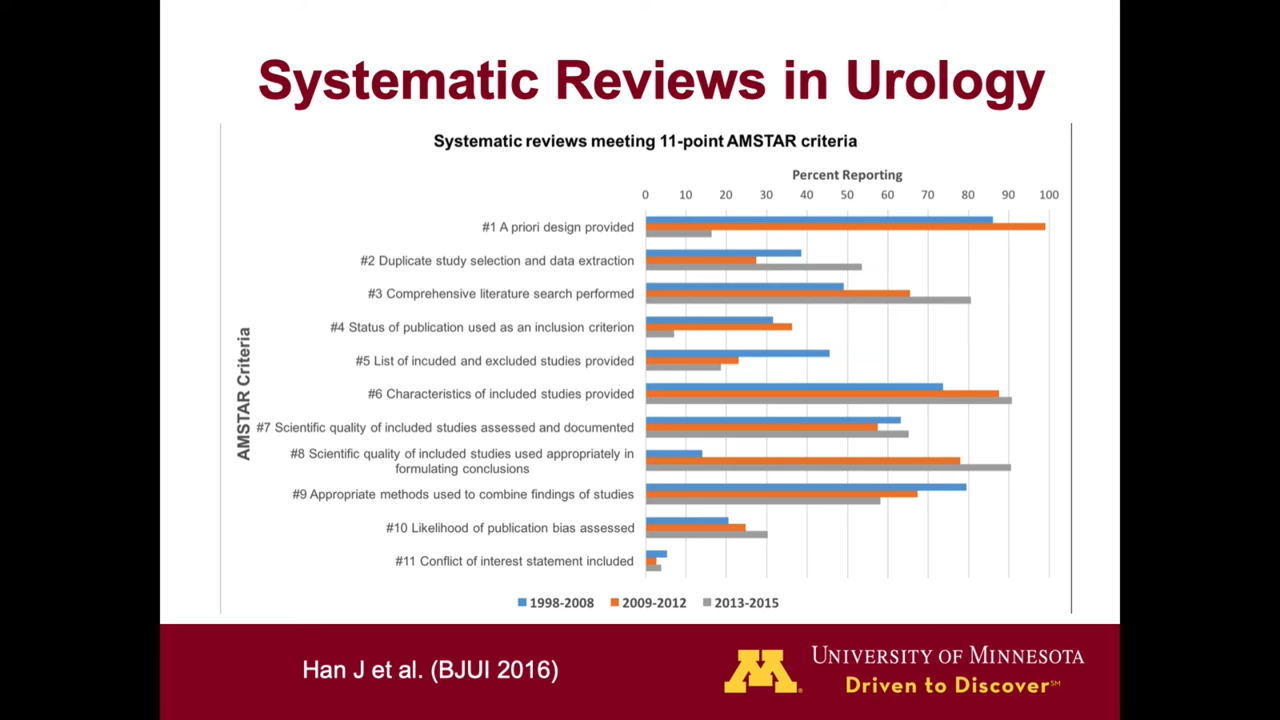 Systematic Reviews in Urology
Systematic reviews meeting 11-point AMSTAR criteria
Percent Reporting
0 10 20 30 40 50 60 70 80 90 100
AMSTAR Criteria
#1 A priori design provided
#2 Duplicate study selection and data extraction
#3 Comprehensive literature search performed
#4 Status of publication used as an inclusion criterion
#5 List of incuded and excluded studies provided
#6 Characteristics of included studies provided
#7 Scientific quality of included studies assessed and documented
#8 Scientific quality of included studies used appropriately in
formulating conclusions
#9 Appropriate methods used to combine findings of studies
#10 Likelihood of publication bias assessed
#11 Conflict of interest statement included
1998-2008 2009-2012 2013-2015
Han J et al. (BJUI 2016)
M
UNIVERSITY OF MINNESOTA
Driven to Discover℠